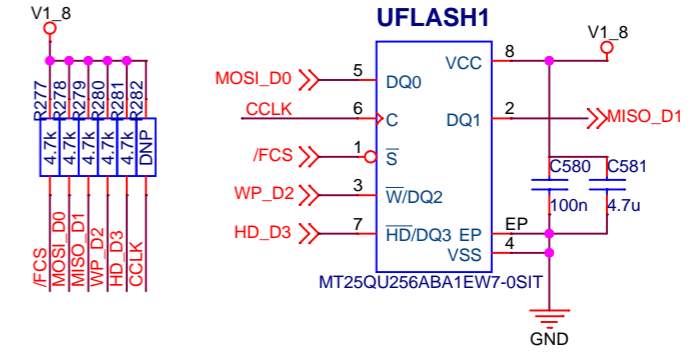 V1_8
R277
R278
R279
R280
R281
R282
4.7k
4.7k
4.7k
4.7k
4.7k
DNP
/FCS
MOSI_D0
MISO_D1
WP_D2
HD_D3
CCLK
UFLASH1
V1_8
MOSI_D0
5
DQ0
VCC
8
CCLK
6
C
DQ1
2
MISO_D1
/FCS
1
S
C580
C581
WP_D2
3
W/DQ2
100n
4.7u
HD_D3
7
HD/DQ3
EP
EP
VSS
4
MT25QU256ABA1EW7-0SIT
GND